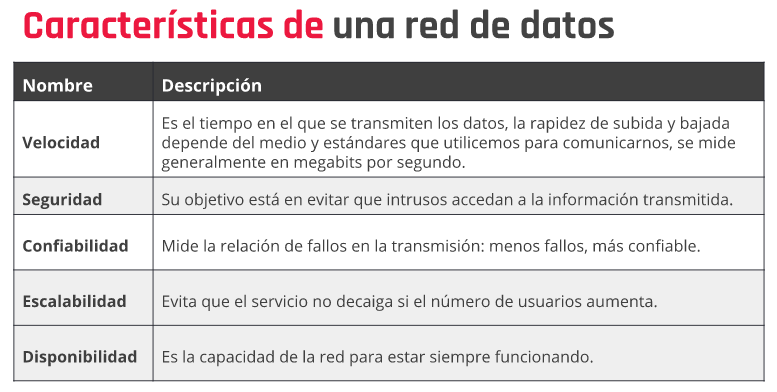 Características de una red de datos
Nombre Descripción
Velocidad
Es el tiempo en el que se transmiten los datos, la rapidez de subida y bajada
depende del medio y estándares que utilicemos para comunicarnos, se mide
generalmente en megabits por segundo.
Seguridad Su objetivo está en evitar que intrusos accedan a la información transmitida.
Confiabilidad Mide la relación de fallos en la transmisión: menos fallos, más confiable.
Escalabilidad Evita que el servicio no decaiga si el número de usuarios aumenta.
Disponibilidad Es la capacidad de la red para estar siempre funcionando.